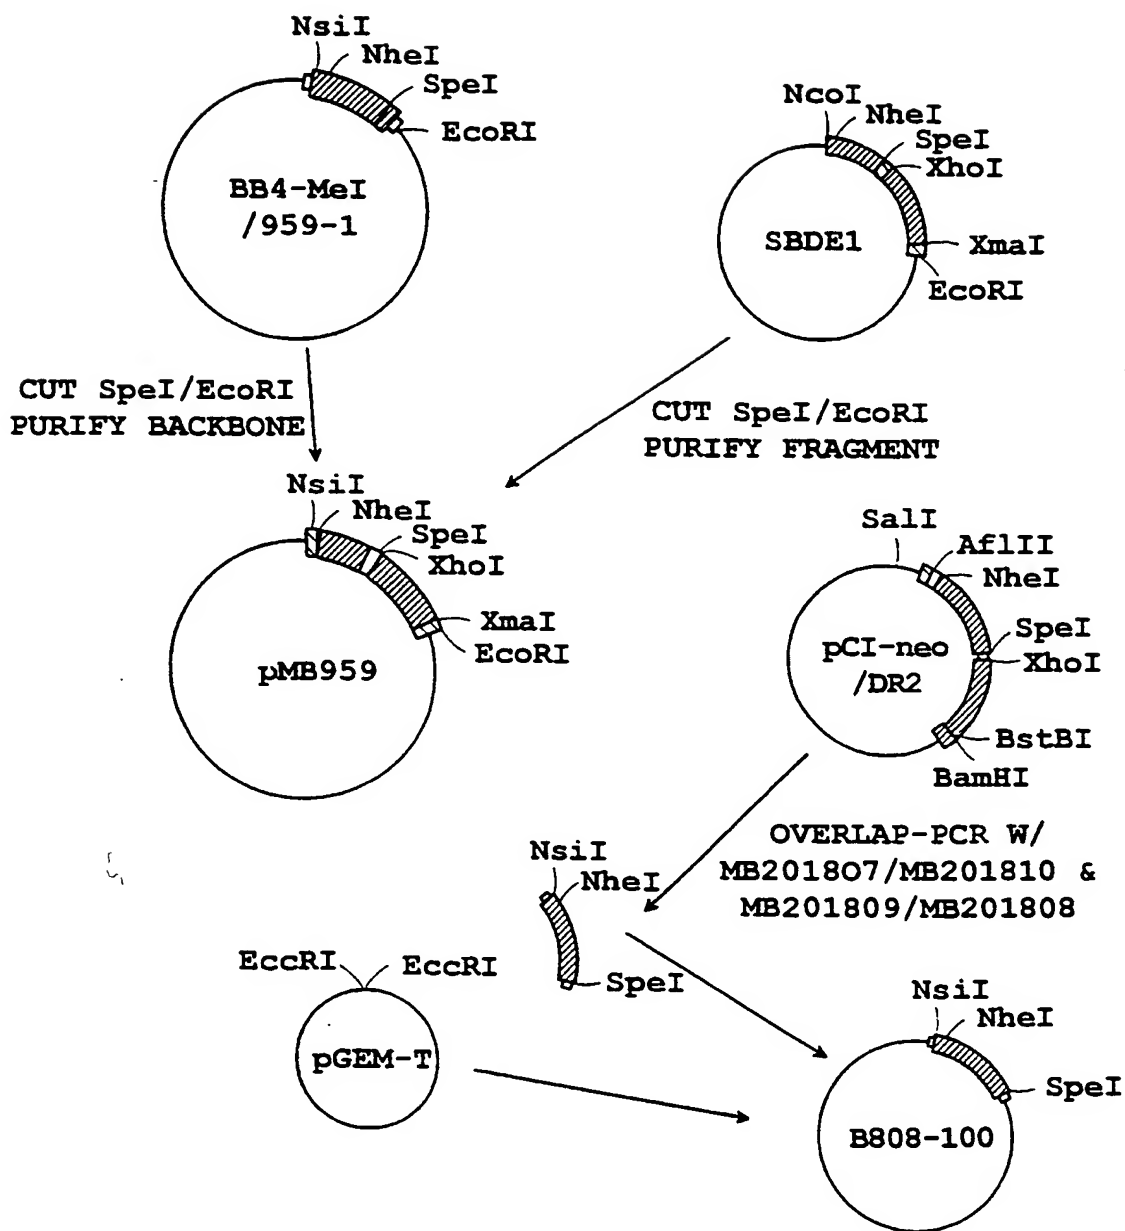 NsiI
NheI
SpeI
EcoRI
BB4-MeI
/959-1
NcoI
NheI
SpeI
XhoI
XmaI
EcoRI
SBDE1
CUT SpeI/EcoRI
PURIFY BACKBONE
CUT SpeI/EcoRI
PURIFY FRAGMENT
NsiI
NheI
SpeI
XhoI
XmaI
EcoRI
pMB959
SalI
AflII
NheI
SpeI
XhoI
BstBI
BamHI
pCI-neo
/DR2
OVERLAP-PCR W/
MB201807/MB201810 &
MB201809/MB201808
NsiI
NheI
SpeI
EccRI
EccRI
pGEM-T
NsiI
NheI
SpeI
B808-100